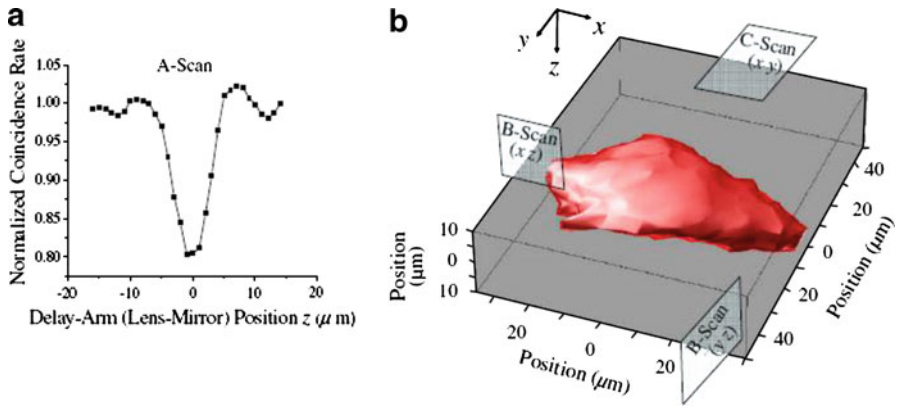 a
A-Scan
Normalized Coincidence Rate
1.05
1.00
0.95
0.90
0.85
0.80
-20
-10
0
10
20
Delay-Arm (Lens-Mirror) Position z (μ m)
b
x
y
z
C-Scan
(x y)
B-Scan
(x z)
B-Scan
(y z)
10
0
10
Position
(μm)
20
0
20
Position (μm)
40
20
0
20
40
Position (μm)